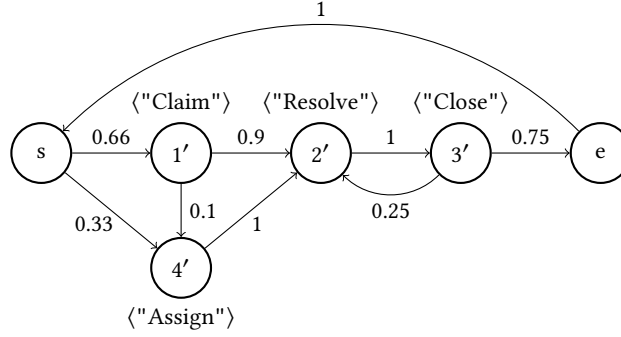 1
⟨"Claim"⟩ ⟨"Resolve"⟩ ⟨"Close"⟩
s 0.66 1′ 0.9 2′ 1 3′ 0.75 e
0.33 0.1 1 0.25
4′
⟨"Assign"⟩